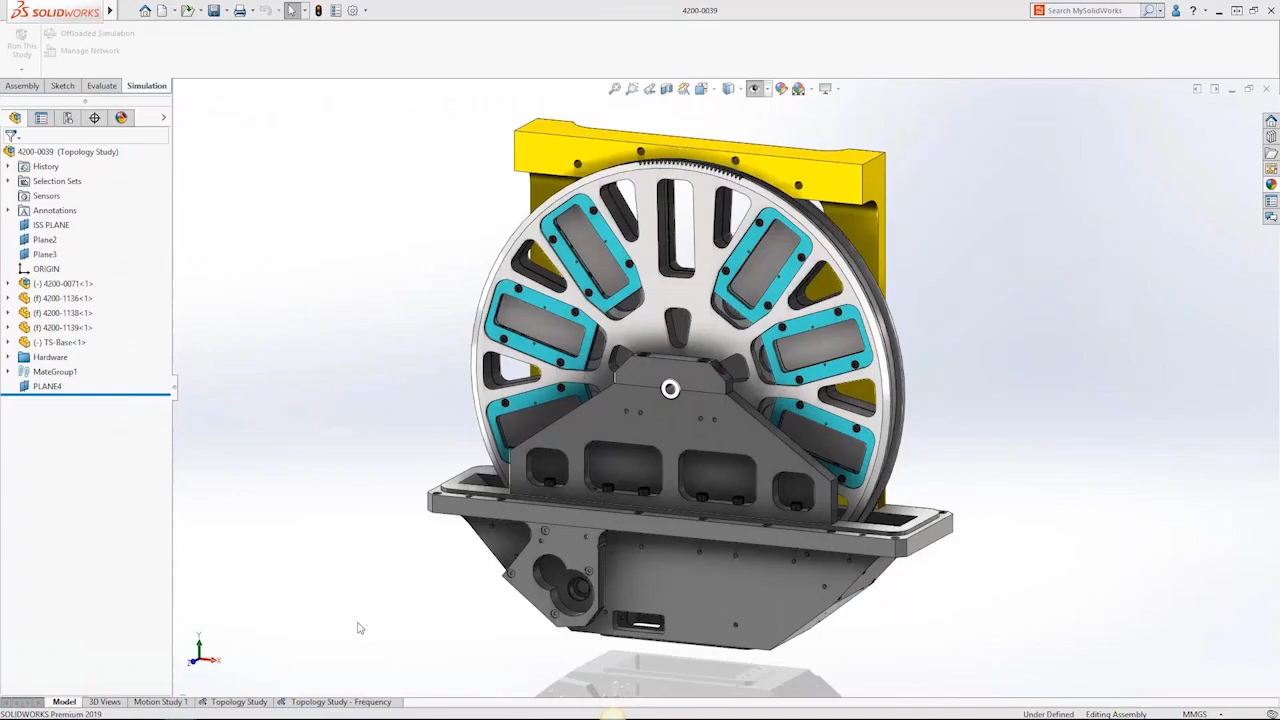 SOLIDWORKS
4200-0039
Search MySolidWorks
Run This
Study
Offloaded Simulation
Manage Network
Assembly Sketch Evaluate Simulation
4200-0039 (Topology Study)
History
Selection Sets
Sensors
Annotations
ISS PLANE
Plane2
Plane3
ORIGIN
(-) 4200-0071<1>
(f) 4200-1136<1>
(f) 4200-1138<1>
(f) 4200-1139<1>
(-) TS-Base<1>
Hardware
MateGroup1
PLANE4
Y
Z X
Model 3D Views Motion Study 1 Topology Study Topology Study - Frequency
SOLIDWORKS Premium 2019 Under Defined Editing Assembly MMGS